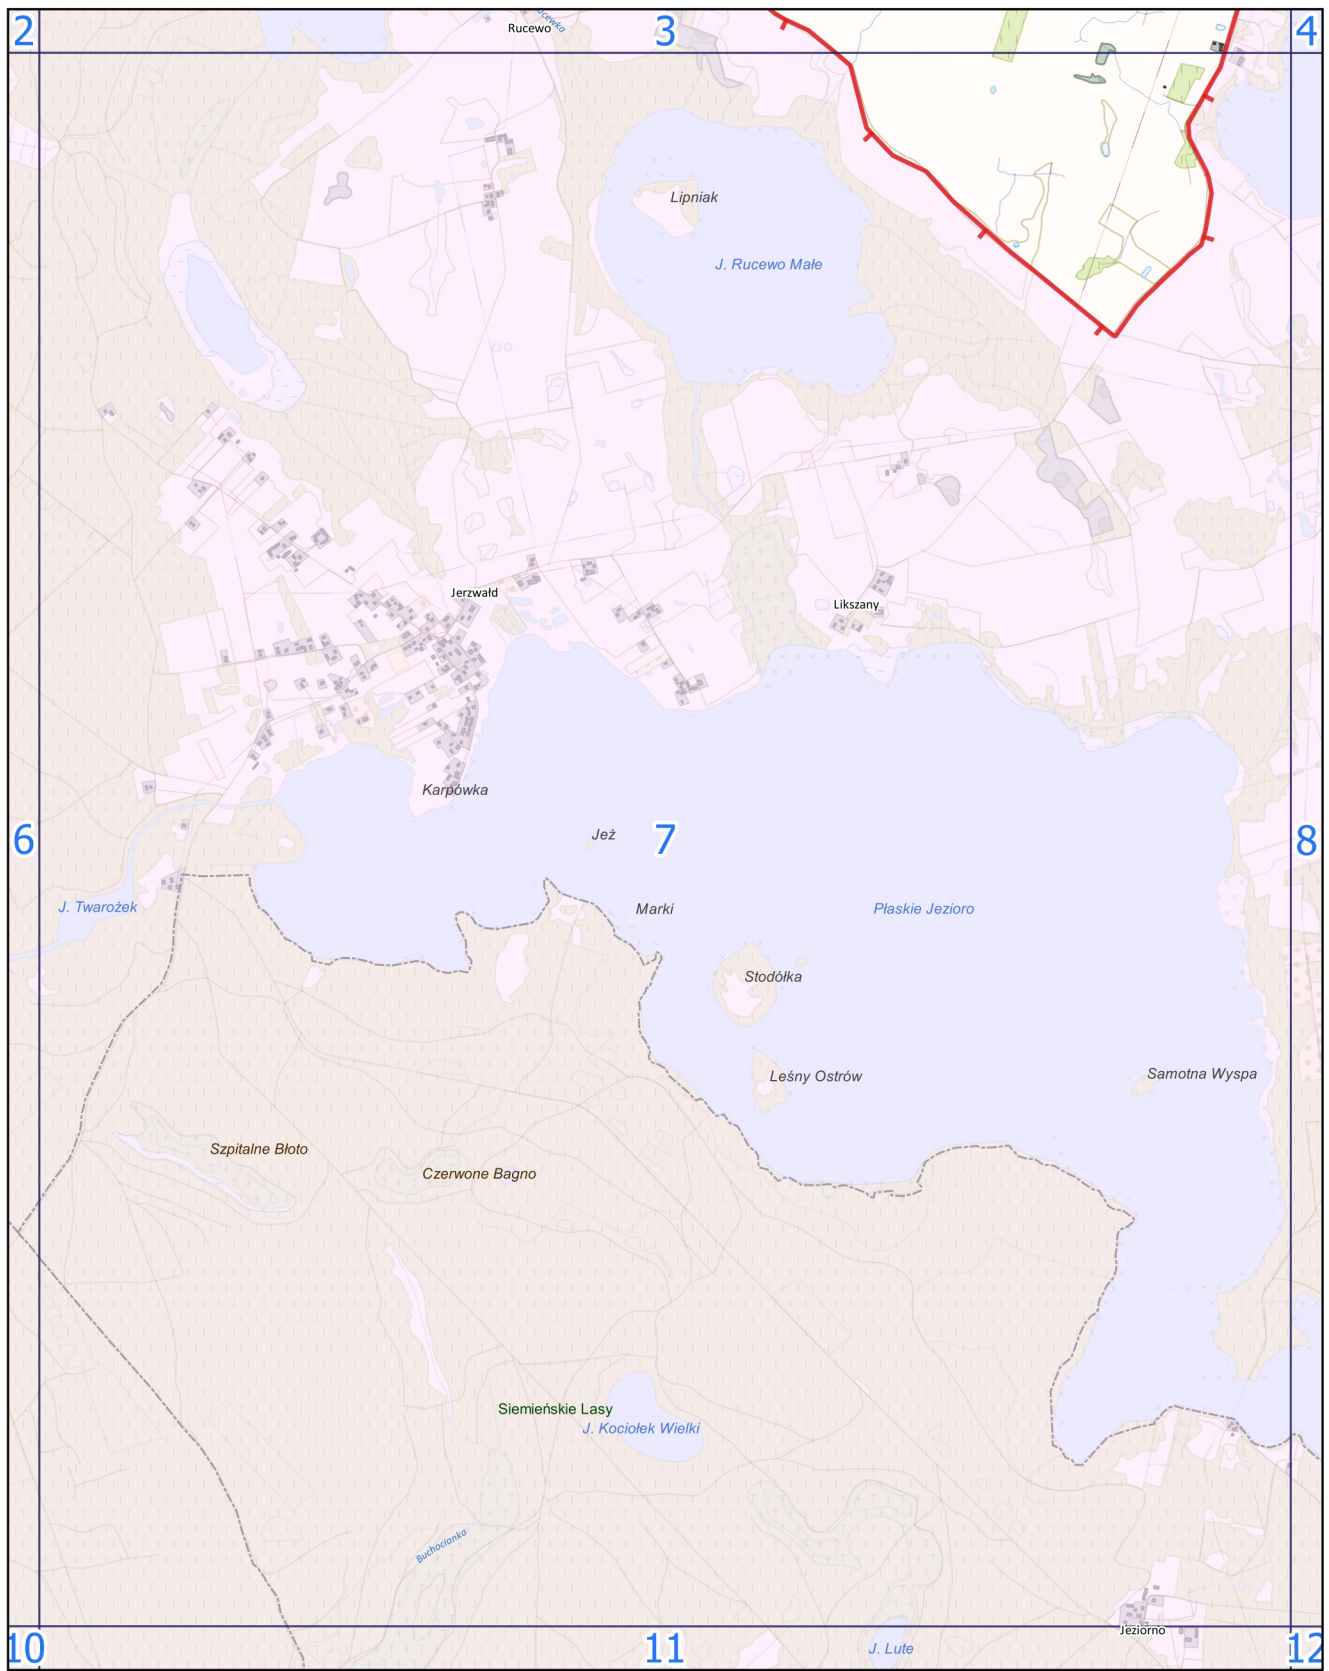 2
Rucewo
3
4
Lipniak
J. Rucewo Małe
Jerzwałd
Likszany
Karpówka
Jeż
6
7
8
J. Twarożek
Marki
Płaskie Jezioro
Stodółka
Leśny Ostrów
Samotna Wyspa
Szpitalne Błoto
Czerwone Bagno
Siemieńskie Lasy
J. Kociołek Wielki
Buchocianka
Jeziorno
10
11
J. Lute
12